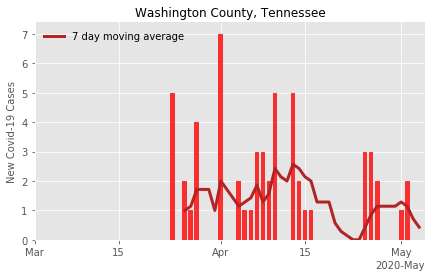 Washington County, Tennessee
7 day moving average
New Covid-19 Cases
7
6
5
4
3
2
1
0
Mar 15 Apr 15 May
2020-May